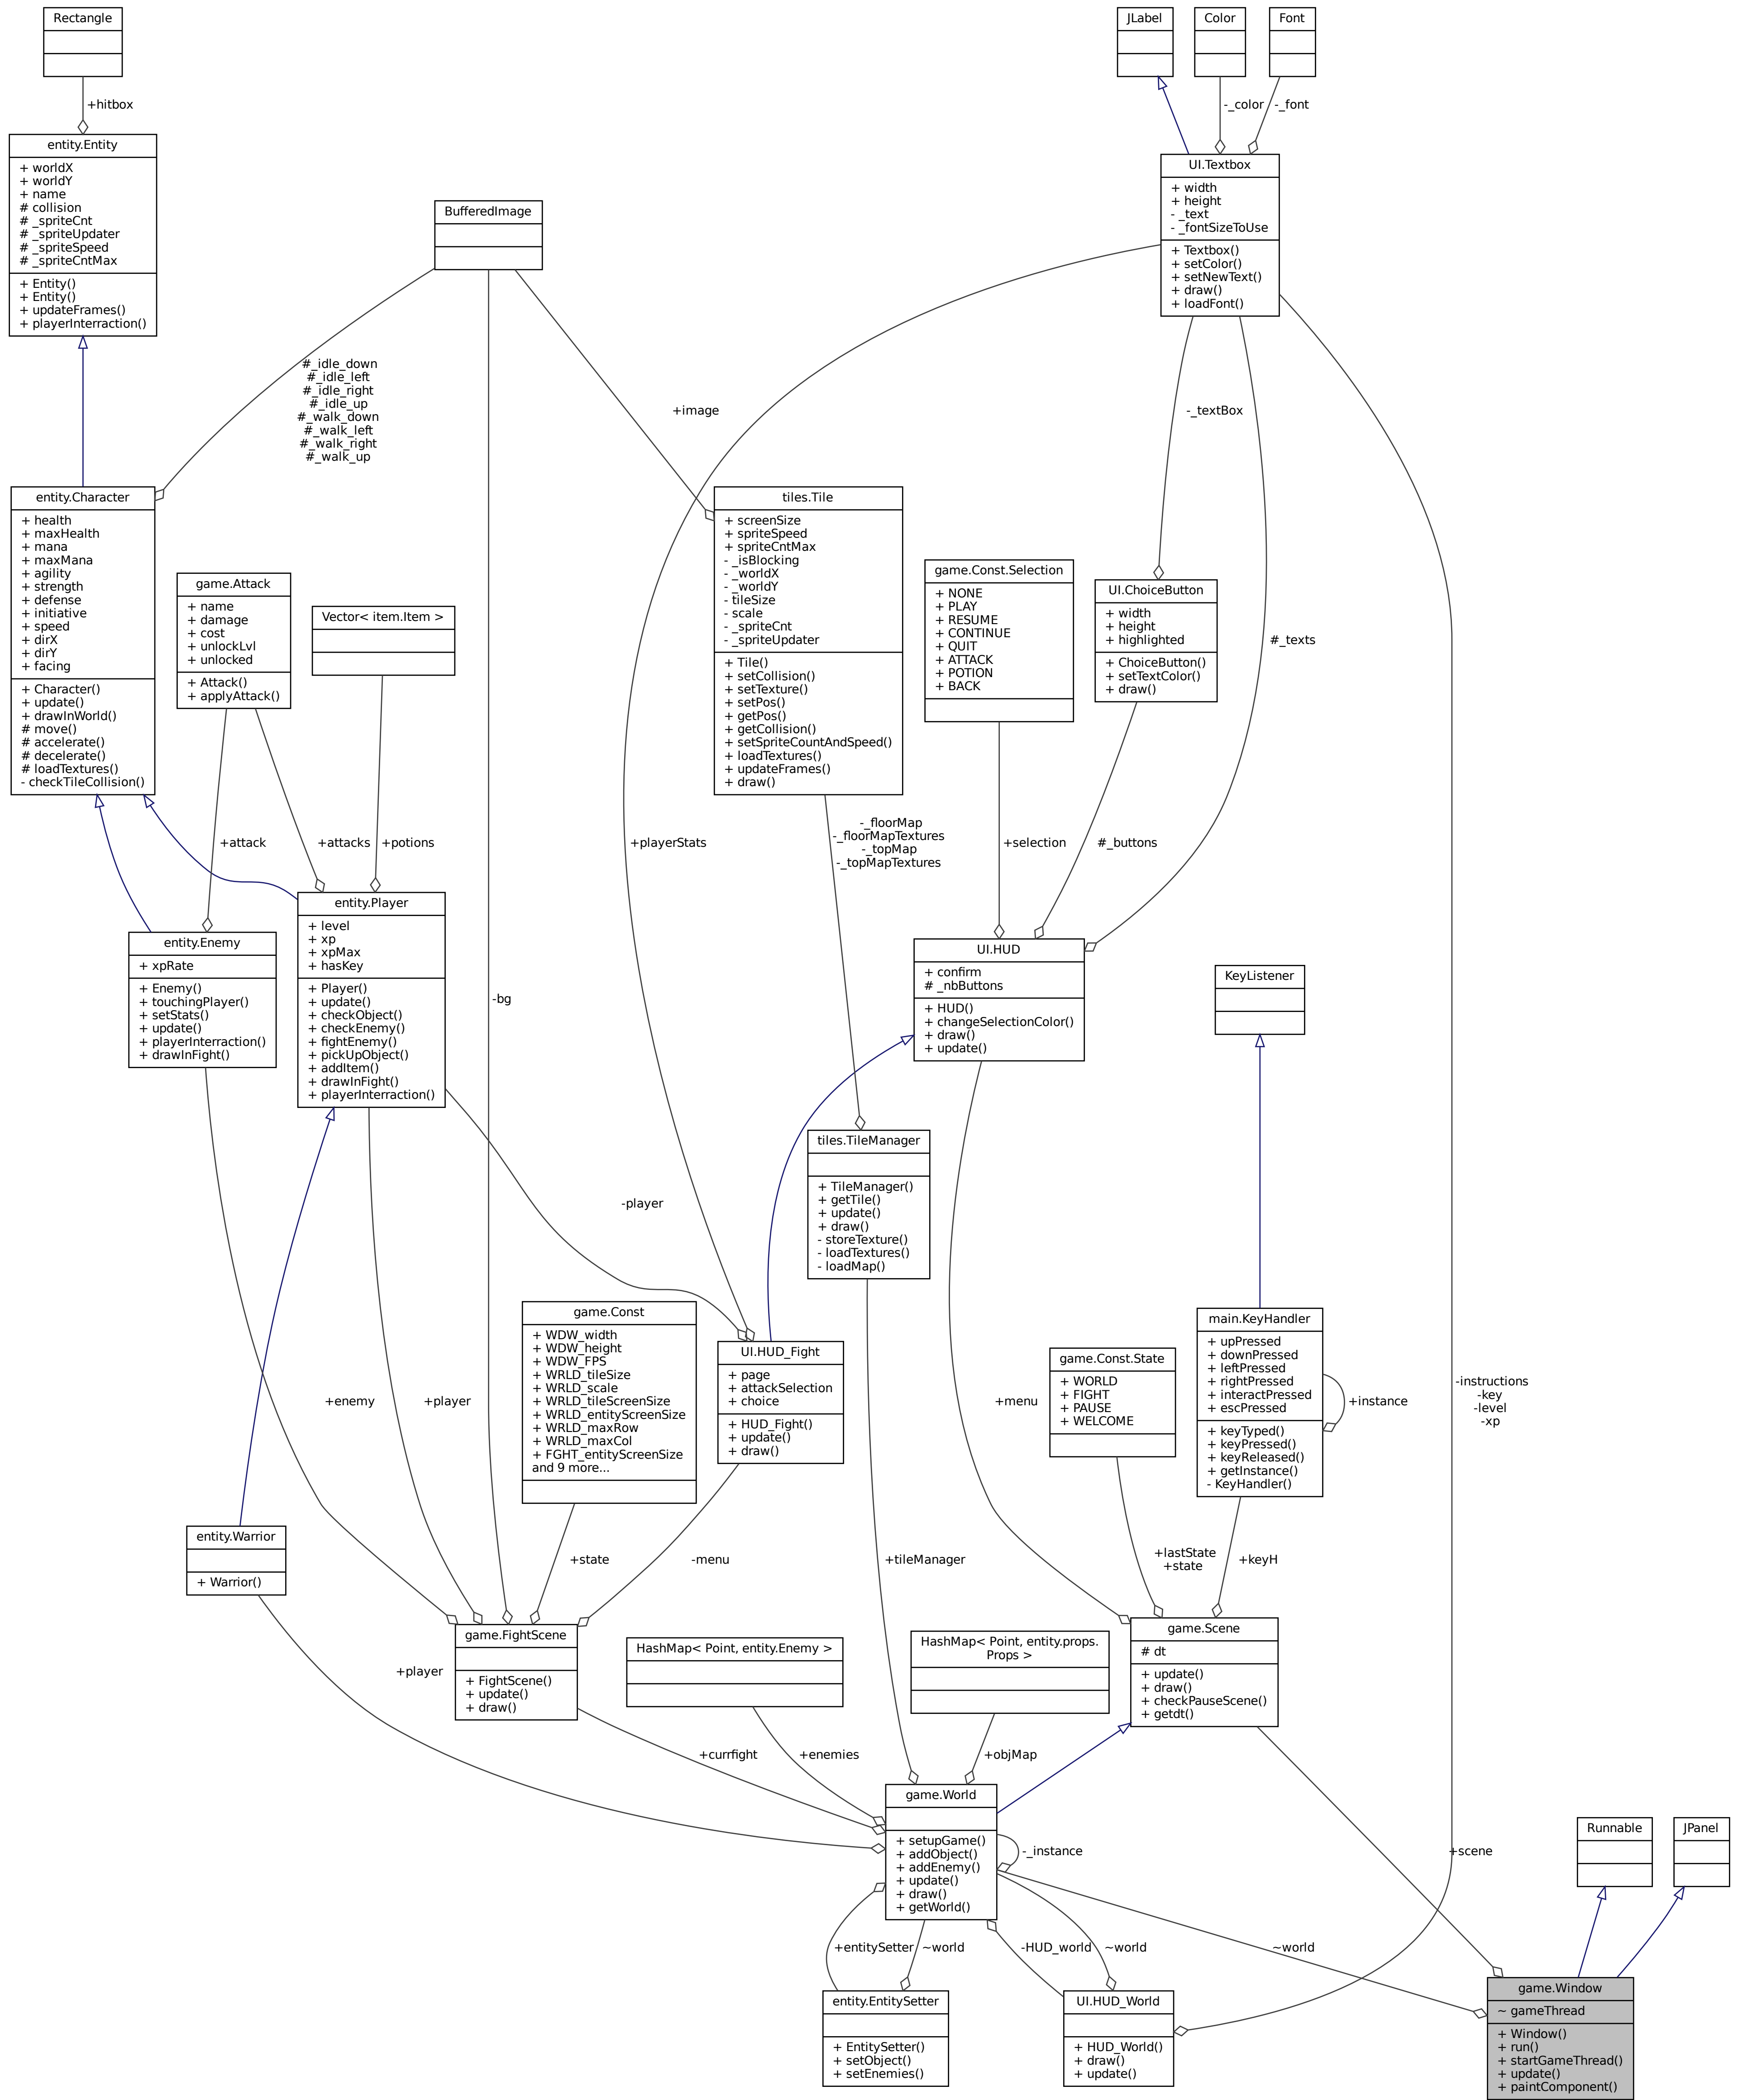 Rectangle
JLabel
Color
Font
+hitbox
-_color
-_font
entity.Entity
+ worldX
+ worldY
+ name
# collision
# _spriteCnt
# _spriteUpdater
# _spriteSpeed
# _spriteCntMax
+ Entity()
+ Entity()
+ updateFrames()
+ playerInterraction()
UI.Textbox
+ width
+ height
- _text
- _fontSizeToUse
+ Textbox()
+ setColor()
+ setNewText()
+ draw()
+ loadFont()
BufferedImage
#_idle_down
#_idle_left
#_idle_right
#_idle_up
#_walk_down
#_walk_left
#_walk_right
#_walk_up
+image
-_textBox
entity.Character
+ health
+ maxHealth
+ mana
+ maxMana
+ agility
+ strength
+ defense
+ initiative
+ speed
+ dirX
+ dirY
+ facing
+ Character()
+ update()
+ drawInWorld()
# move()
# accelerate()
# decelerate()
# loadTextures()
- checkTileCollision()
game.Attack
+ name
+ damage
+ cost
+ unlockLvl
+ unlocked
+ Attack()
+ applyAttack()
Vector< item.Item >
tiles.Tile
+ screenSize
+ spriteSpeed
+ spriteCntMax
- _isBlocking
- _worldX
- _worldY
- tileSize
- scale
- _spriteCnt
- _spriteUpdater
+ Tile()
+ setCollision()
+ setTexture()
+ setPos()
+ getPos()
+ getCollision()
+ setSpriteCountAndSpeed()
+ loadTextures()
+ updateFrames()
+ draw()
game.Const.Selection
+ NONE
+ PLAY
+ RESUME
+ CONTINUE
+ QUIT
+ ATTACK
+ POTION
+ BACK
UI.ChoiceButton
+ width
+ height
+ highlighted
+ ChoiceButton()
+ setTextColor()
+ draw()
#_texts
+attack
+attacks
+potions
+playerStats
-_floorMap
-_floorMapTextures
-_topMap
-_topMapTextures
+selection
#_buttons
entity.Enemy
+ xpRate
+ Enemy()
+ touchingPlayer()
+ setStats()
+ update()
+ playerInterraction()
+ drawInFight()
entity.Player
+ level
+ xp
+ xpMax
+ hasKey
+ Player()
+ update()
+ checkObject()
+ checkEnemy()
+ fightEnemy()
+ pickUpObject()
+ addItem()
+ drawInFight()
+ playerInterraction()
-bg
UI.HUD
+ confirm
# _nbButtons
+ HUD()
+ changeSelectionColor()
+ draw()
+ update()
KeyListener
-player
tiles.TileManager
+ TileManager()
+ getTile()
+ update()
+ draw()
- storeTexture()
- loadTextures()
- loadMap()
+enemy
+player
game.Const
+ WDW_width
+ WDW_height
+ WDW_FPS
+ WRLD_tileSize
+ WRLD_scale
+ WRLD_tileScreenSize
+ WRLD_entityScreenSize
+ WRLD_maxRow
+ WRLD_maxCol
+ FGHT_entityScreenSize
and 9 more...
UI.HUD_Fight
+ page
+ attackSelection
+ choice
+ HUD_Fight()
+ update()
+ draw()
+menu
game.Const.State
+ WORLD
+ FIGHT
+ PAUSE
+ WELCOME
main.KeyHandler
+ upPressed
+ downPressed
+ leftPressed
+ rightPressed
+ interactPressed
+ escPressed
+ keyTyped()
+ keyPressed()
+ keyReleased()
+ getInstance()
- KeyHandler()
+instance
-instructions
-key
-level
-xp
entity.Warrior
+ Warrior()
+state
-menu
+tileManager
+lastState
+state
+keyH
game.FightScene
+ FightScene()
+ update()
+ draw()
HashMap< Point, entity.Enemy >
HashMap< Point, entity.props.
Props >
game.Scene
# dt
+ update()
+ draw()
+ checkPauseScene()
+ getdt()
+player
+currfight
+enemies
+objMap
game.World
+ setupGame()
+ addObject()
+ addEnemy()
+ update()
+ draw()
+ getWorld()
-_instance
+scene
Runnable
JPanel
+entitySetter
~world
-HUD_world
~world
~world
entity.EntitySetter
+ EntitySetter()
+ setObject()
+ setEnemies()
UI.HUD_World
+ HUD_World()
+ draw()
+ update()
game.Window
~ gameThread
+ Window()
+ run()
+ startGameThread()
+ update()
+ paintComponent()